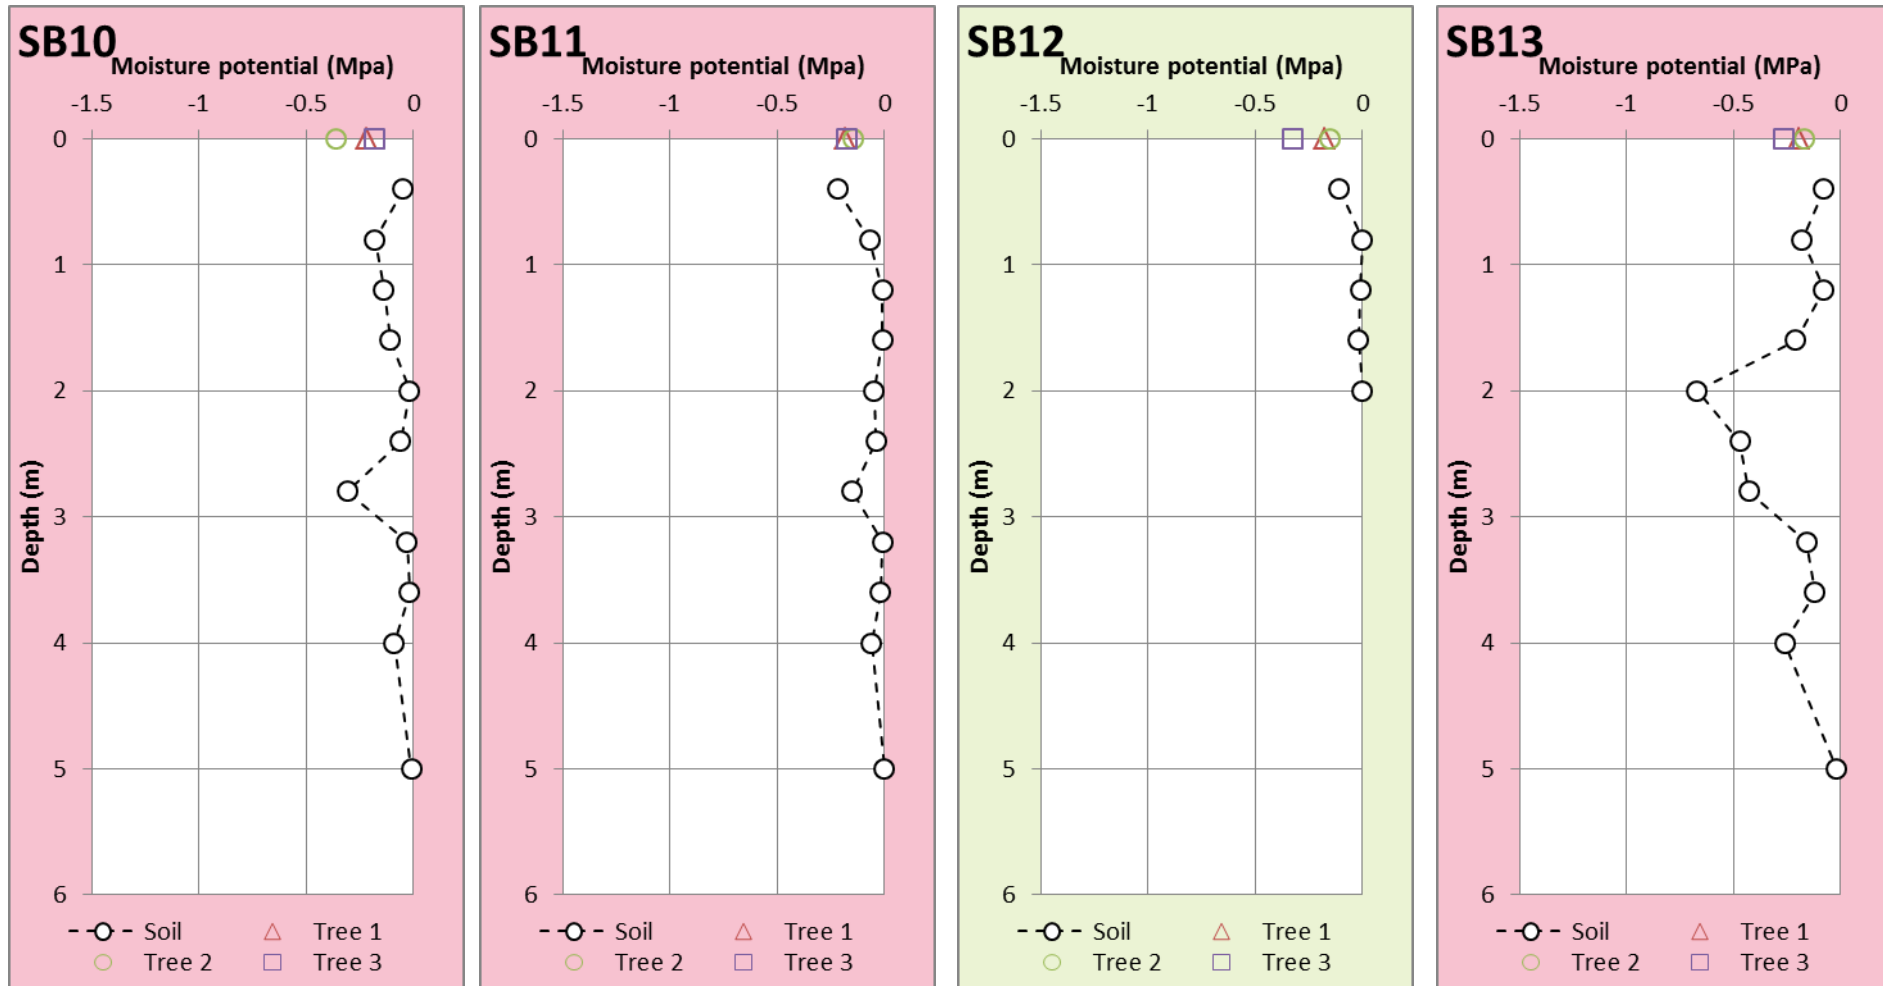 SB10
Moisture potential (Mpa)
-1.5 -1 -0.5 0
0
1
2
3
4
5
6
Depth (m)
Soil Tree 1
Tree 2 Tree 3
SB11
Moisture potential (Mpa)
-1.5 -1 -0.5 0
0
1
2
3
4
5
6
Depth (m)
Soil Tree 1
Tree 2 Tree 3
SB12
Moisture potential (Mpa)
-1.5 -1 -0.5 0
0
1
2
3
4
5
6
Depth (m)
Soil Tree 1
Tree 2 Tree 3
SB13
Moisture potential (MPa)
-1.5 -1 -0.5 0
0
1
2
3
4
5
6
Depth (m)
Soil Tree 1
Tree 2 Tree 3